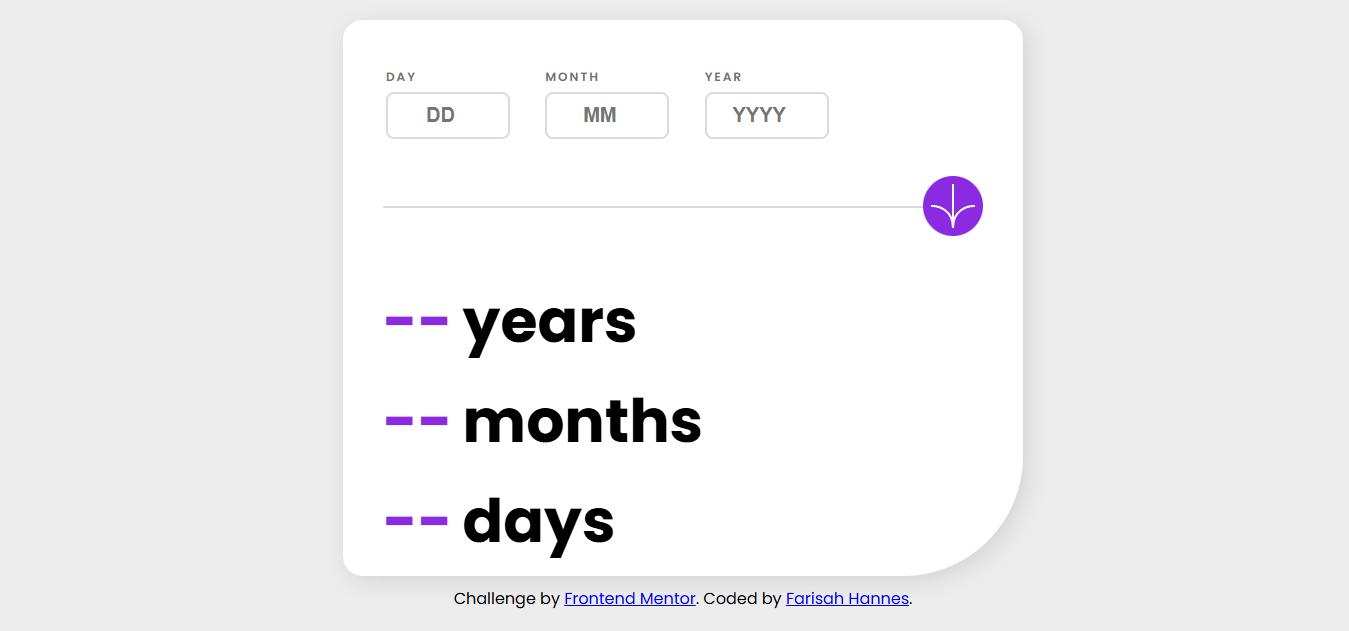 DAY MONTH YEAR
DD MM YYYY
-- years
-- months
-- days
Challenge by Frontend Mentor. Coded by Farisah Hannes.